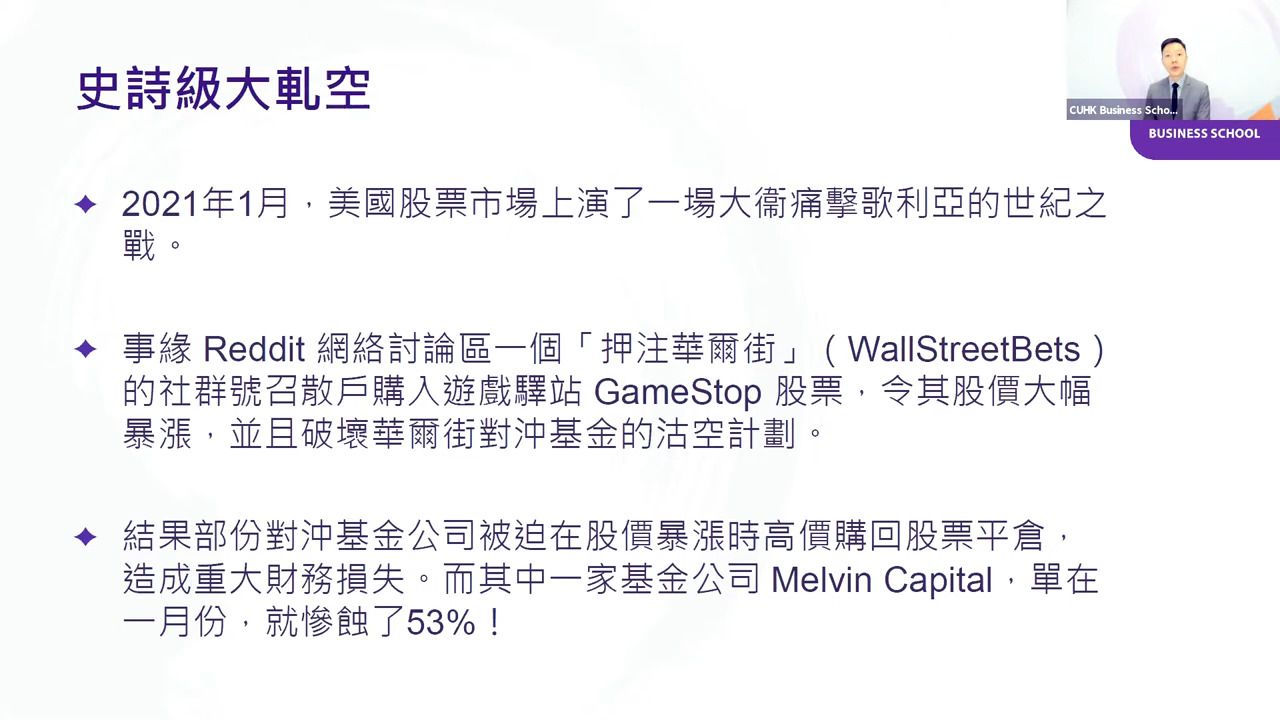 史詩級大軋空
CUHK Business Scho...
BUSINESS SCHOOL
2021年1月，美國股票市場上演了一場大衞痛擊歌利亞的世紀之
戰。
事緣 Reddit 網絡討論區一個「押注華爾街」（WallStreetBets）
的社群號召散戶購入遊戲驛站 GameStop 股票，令其股價大幅
暴漲，並且破壞華爾街對沖基金的沽空計劃。
結果部份對沖基金公司被迫在股價暴漲時高價購回股票平倉，
造成重大財務損失。而其中一家基金公司 Melvin Capital，單在
一月份，就慘蝕了53%！